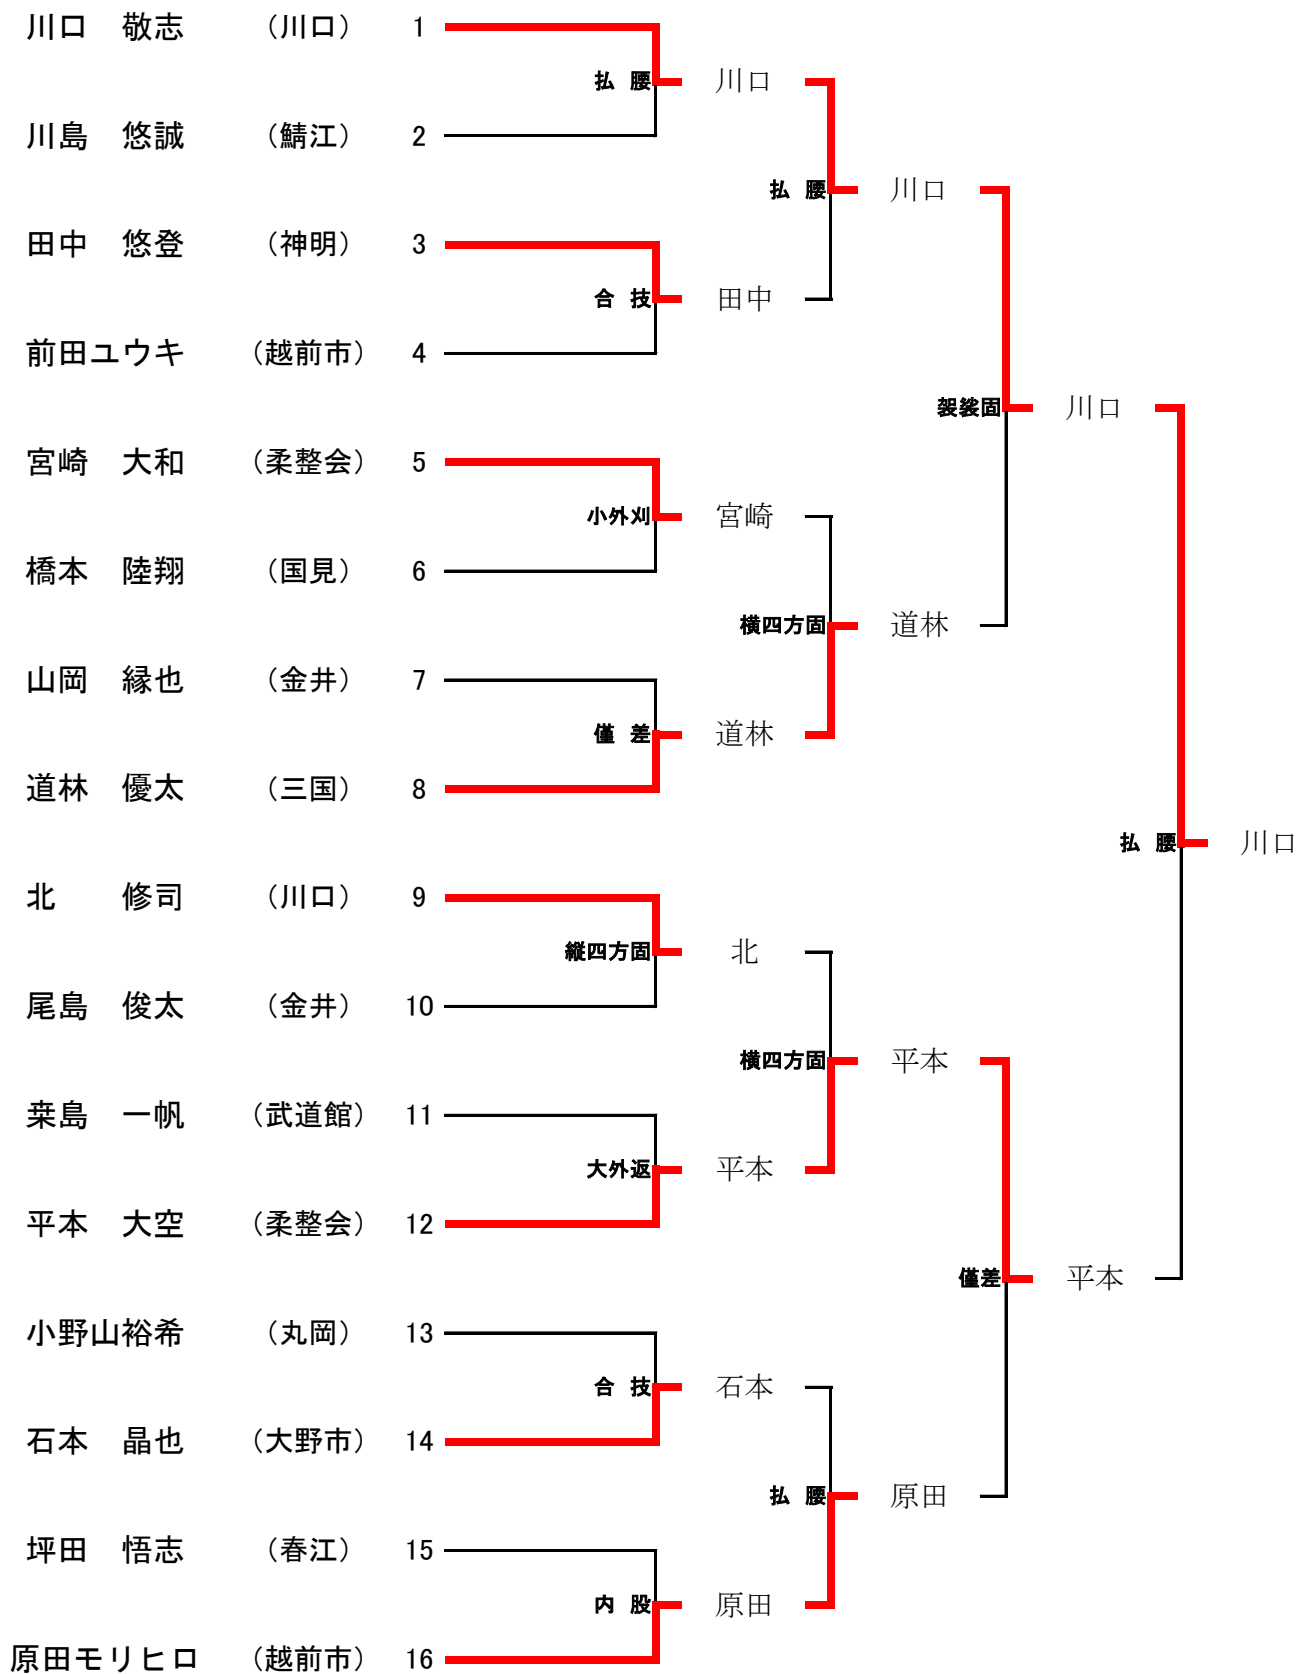 川口　敬志　（川口）　1
払 腰　川口
川島　悠誠　（鯖江）　2
払 腰　川口
田中　悠登　（神明）　3
合 技　田中
前田ユウキ　（越前市）　4
袈裟固　川口
宮崎　大和　（柔整会）　5
小外刈　宮崎
橋本　陸翔　（国見）　6
横四方固　道林
山岡　縁也　（金井）　7
僅 差　道林
道林　優太　（三国）　8
払 腰　川口
北　　修司　（川口）　9
縦四方固　北
尾島　俊太　（金井）　10
横四方固　平本
桒島　一帆　（武道館）　11
大外返　平本
平本　大空　（柔整会）　12
僅差　平本
小野山裕希　（丸岡）　13
合 技　石本
石本　晶也　（大野市）　14
払 腰　原田
坪田　悟志　（春江）　15
内 股　原田
原田モリヒロ　（越前市）　16